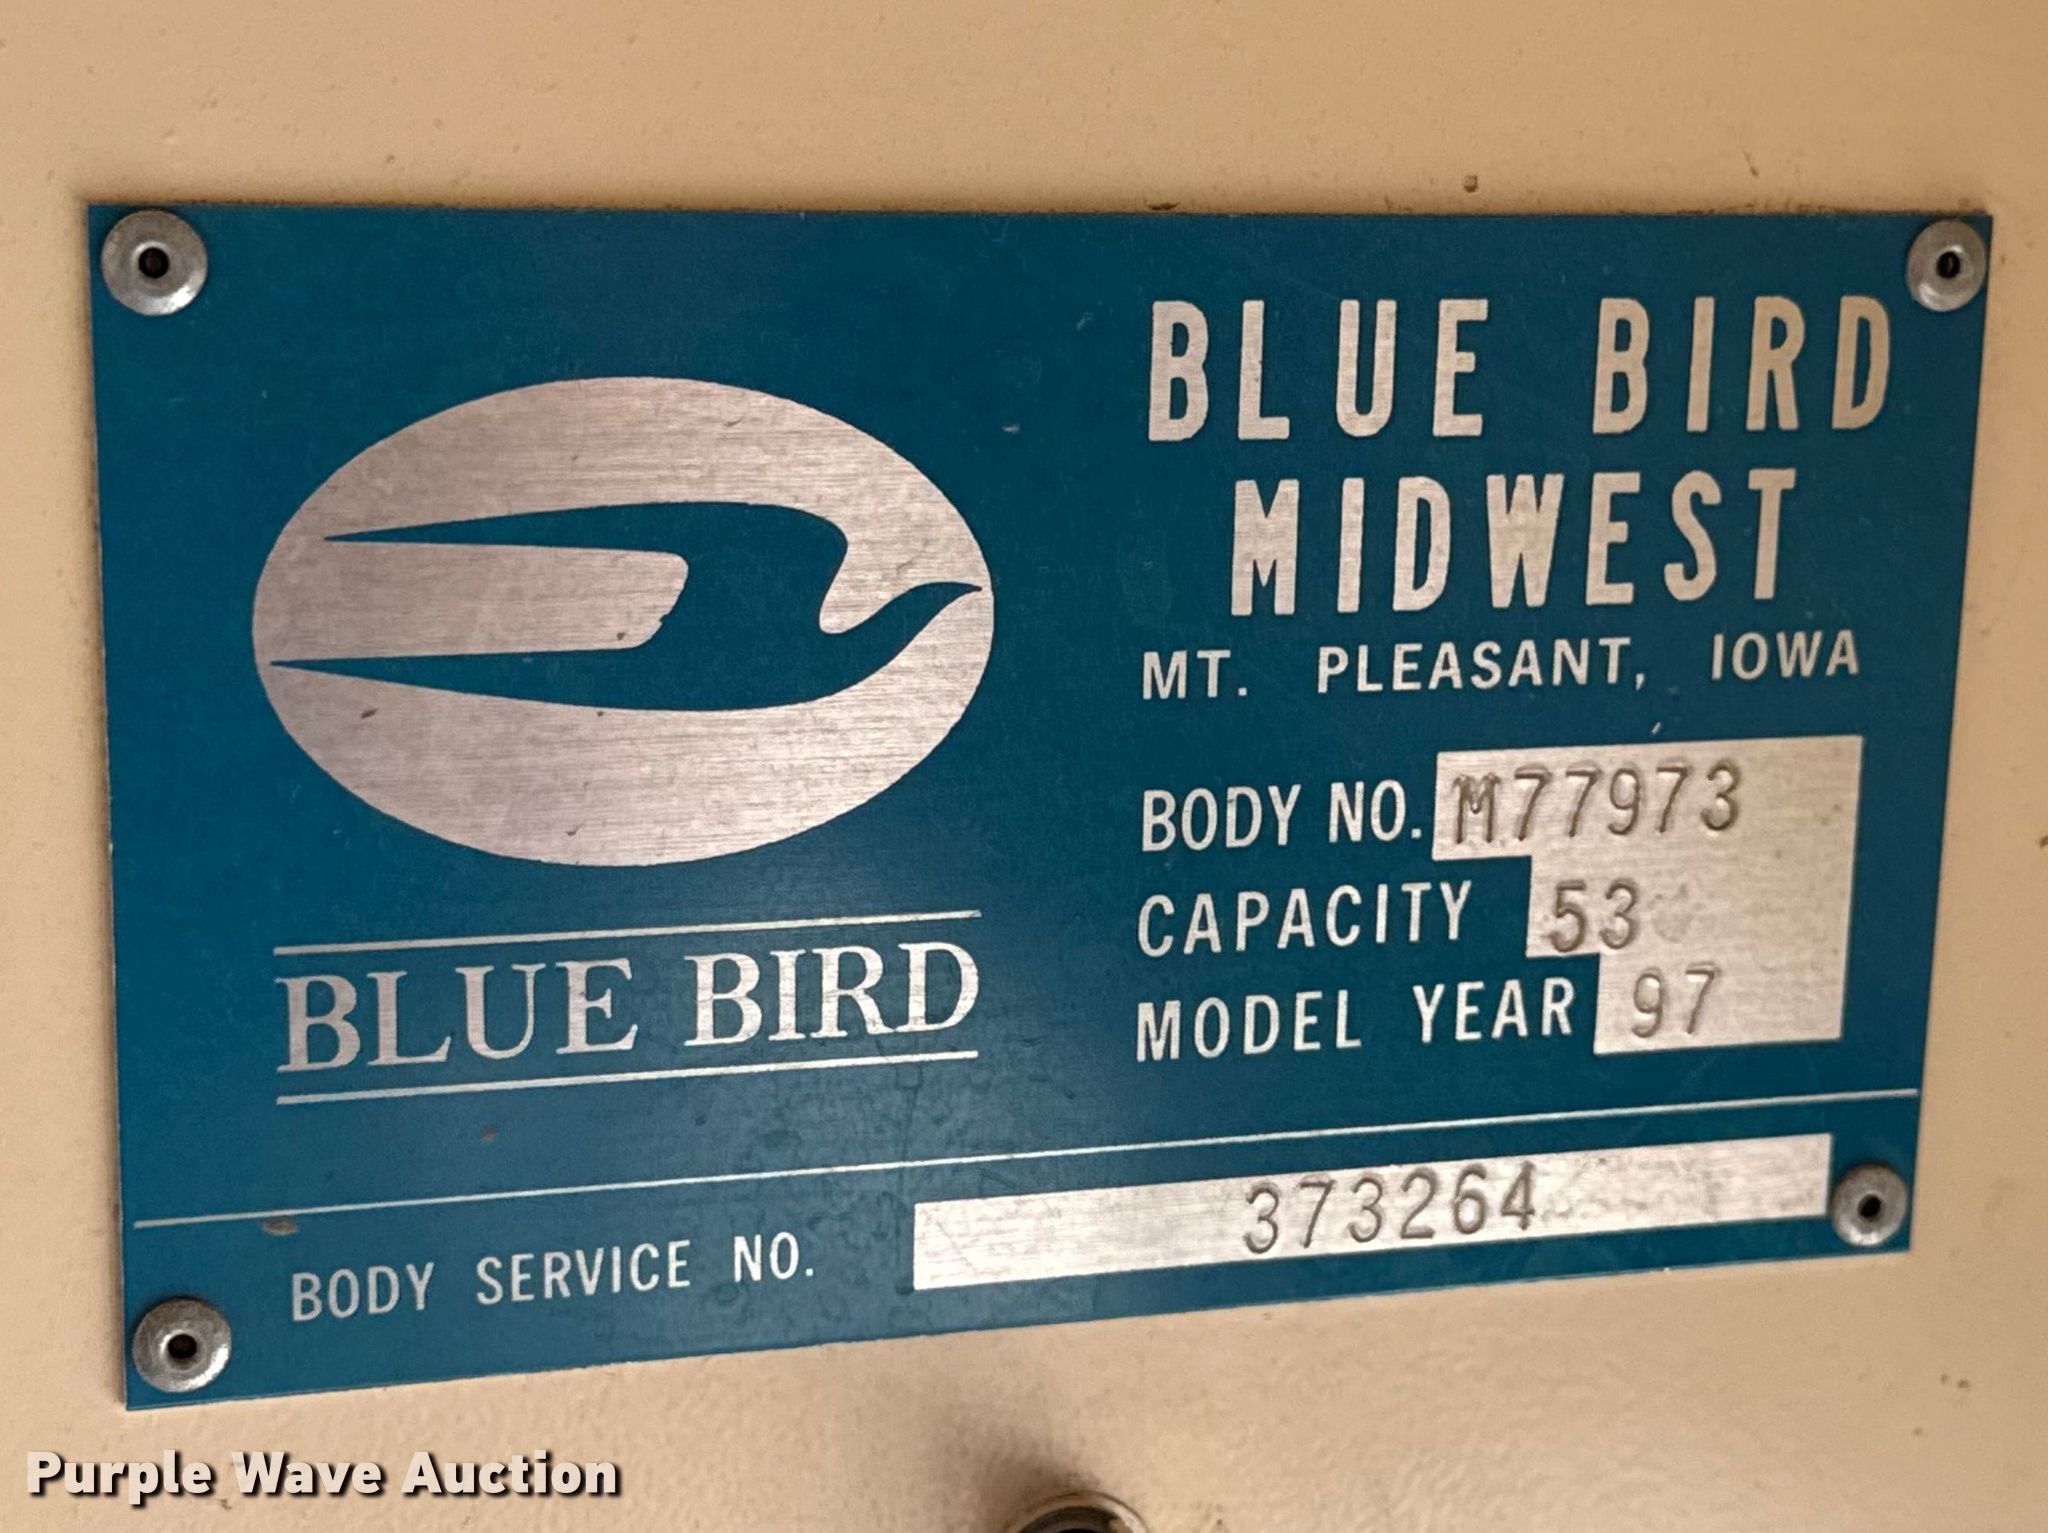 BLUE BIRD
MIDWEST
MT. PLEASANT, IOWA
BODY NO. M77973
CAPACITY 53
MODEL YEAR 97
BLUE BIRD
BODY SERVICE NO. 373264
Purple Wave Auction